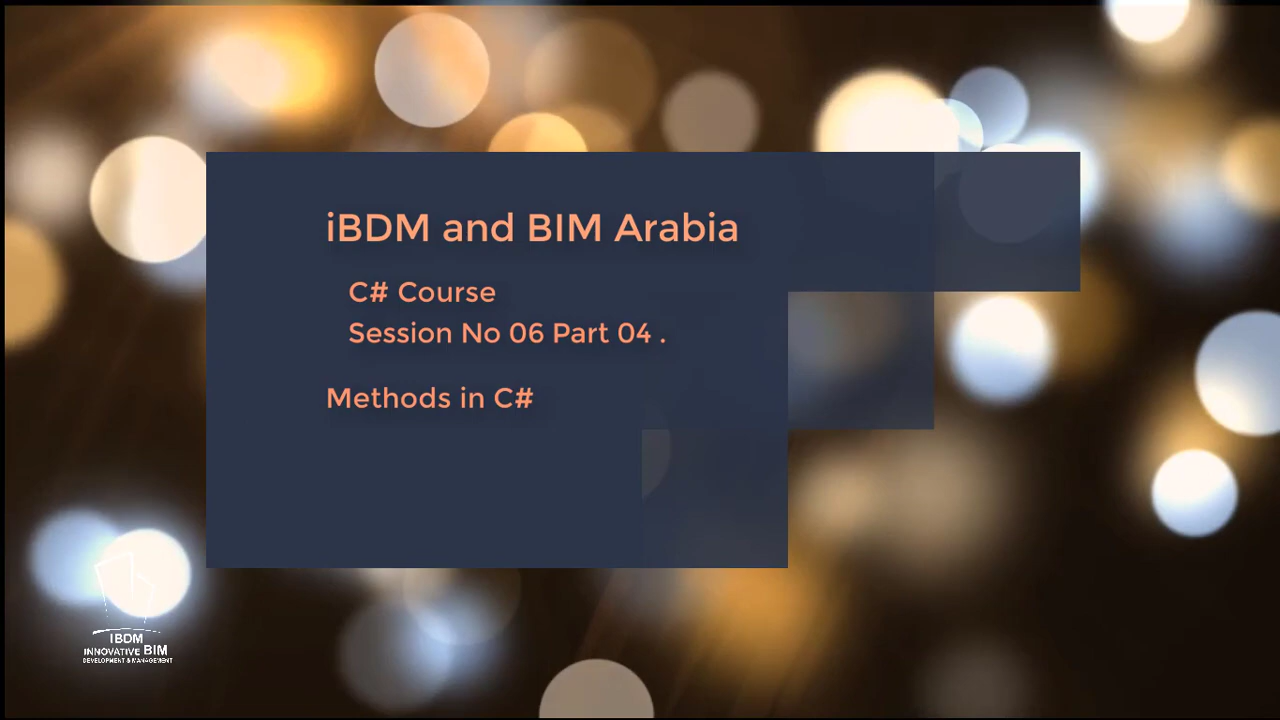 iBDM and BIM Arabia
C# Course
Session No 06 Part 04 .
Methods in C#
IBDM
INNOVATIVE BIM
DEVELOPMENT & MANAGEMENT